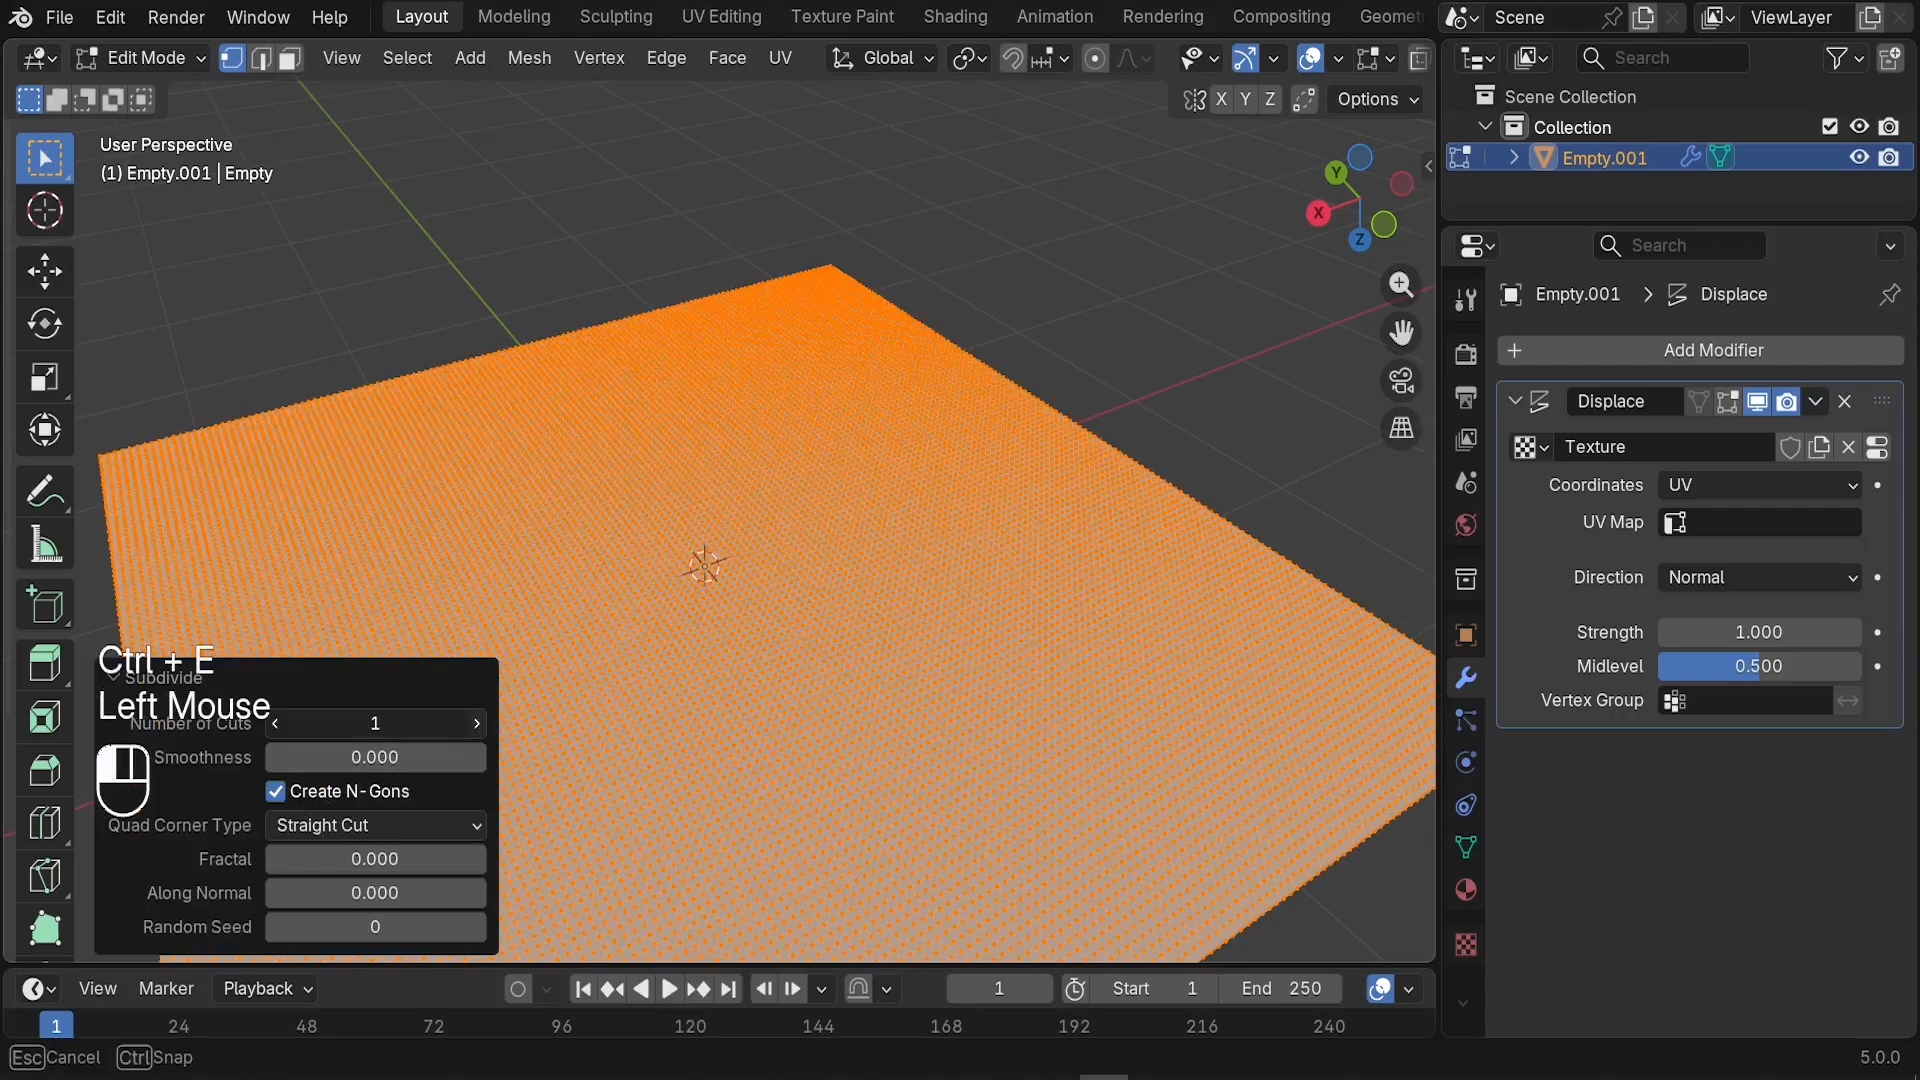 File Edit Render Window Help Layout Modeling Sculpting UV Editing Texture Paint Shading Animation Rendering Compositing Geomet Scene ViewLayer
Edit Mode View Select Add Mesh Vertex Edge Face UV Global Search
X Y Z Options
User Perspective
(1) Empty.001 | Empty
Y
X
Z
Scene Collection
Collection
Empty.001
Search
Empty.001 > Displace
Add Modifier
Displace
Texture
Coordinates UV
UV Map
Direction Normal
Strength 1.000
Midlevel 0.500
Vertex Group
Ctrl + E
Subdivide
Left Mouse
Number of Cuts 1
Smoothness 0.000
Create N-Gons
Quad Corner Type Straight Cut
Fractal 0.000
Along Normal 0.000
Random Seed 0
View Marker Playback 1 Start 1 End 250
1 24 48 72 96 120 144 168 192 216 240
Esc Cancel Ctrl Snap 5.0.0